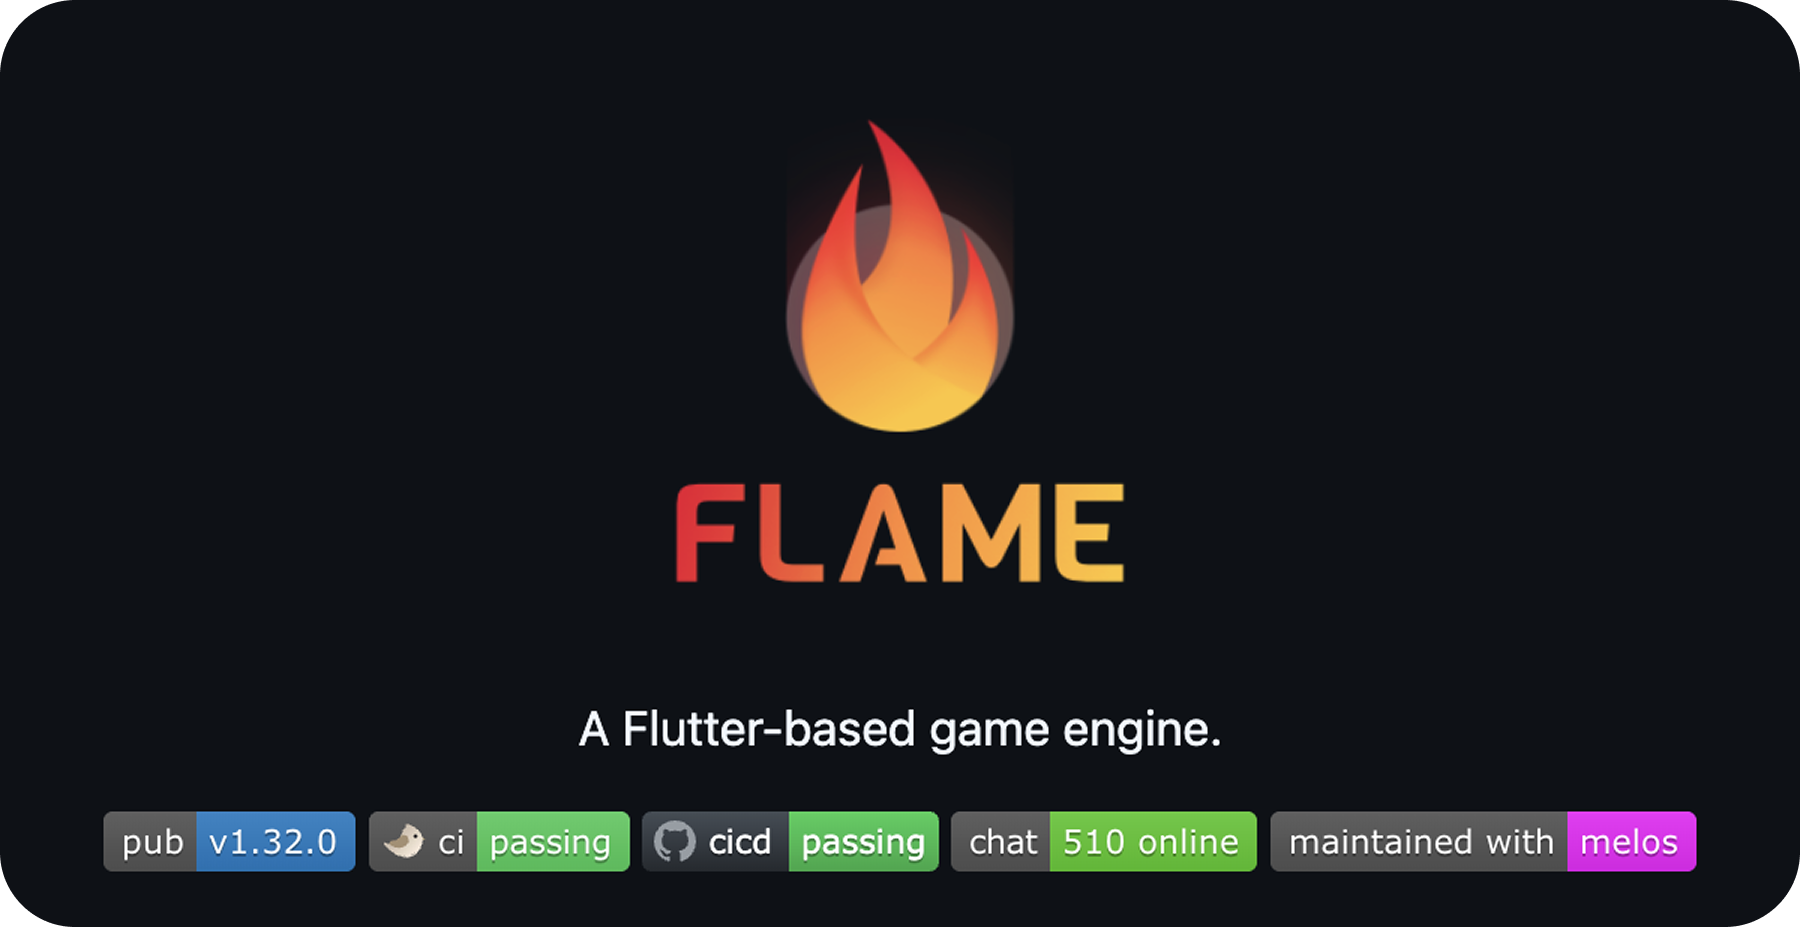 FLAME
A Flutter-based game engine.
pub v1.32.0 ci passing cicd passing chat 510 online maintained with melos